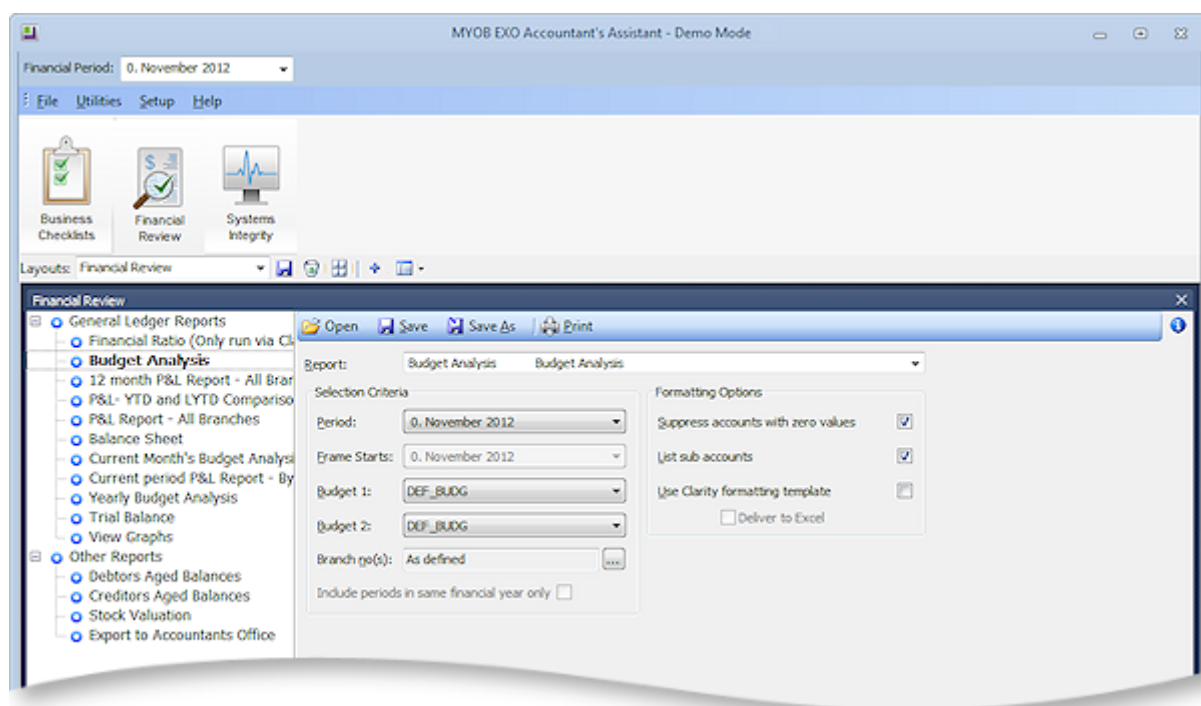 MYOB EXO Accountant's Assistant - Demo Mode
Financial Period: 0. November 2012
File Utilities Setup Help
Business Checklists
Financial Review
Systems Integrity
Layouts: Financial Review
Financial Review
General Ledger Reports
Financial Ratio (Only run via Cl
Budget Analysis
12 month P&L Report - All Bran
P&L- YTD and LYTD Compariso
P&L Report - All Branches
Balance Sheet
Current Month's Budget Analysi
Current period P&L Report - By
Yearly Budget Analysis
Trial Balance
View Graphs
Other Reports
Debtors Aged Balances
Creditors Aged Balances
Stock Valuation
Export to Accountants Office
Open Save Save As Print
Report: Budget Analysis Budget Analysis
Selection Criteria
Period: 0. November 2012
Frame Starts: 0. November 2012
Budget 1: DEF_BUDG
Budget 2: DEF_BUDG
Branch no(s): As defined ...
Include periods in same financial year only
Formatting Options
Suppress accounts with zero values
List sub accounts
Use Clarity formatting template
Deliver to Excel